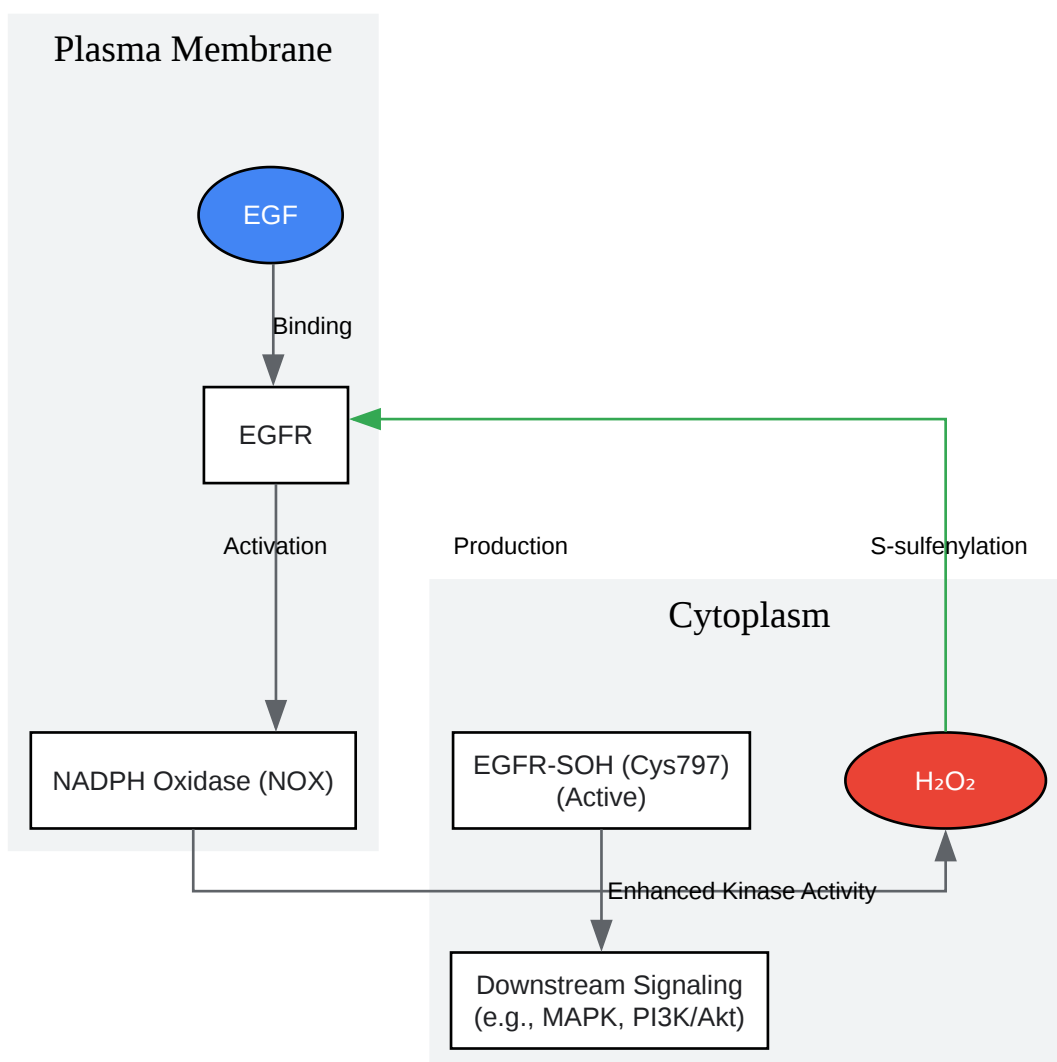 Plasma Membrane
EGF
Binding
EGFR
Activation
Production
S-sulfenylation
Cytoplasm
NADPH Oxidase (NOX)
EGFR-SOH (Cys797)
(Active)
H₂O₂
Enhanced Kinase Activity
Downstream Signaling
(e.g., MAPK, PI3K/Akt)